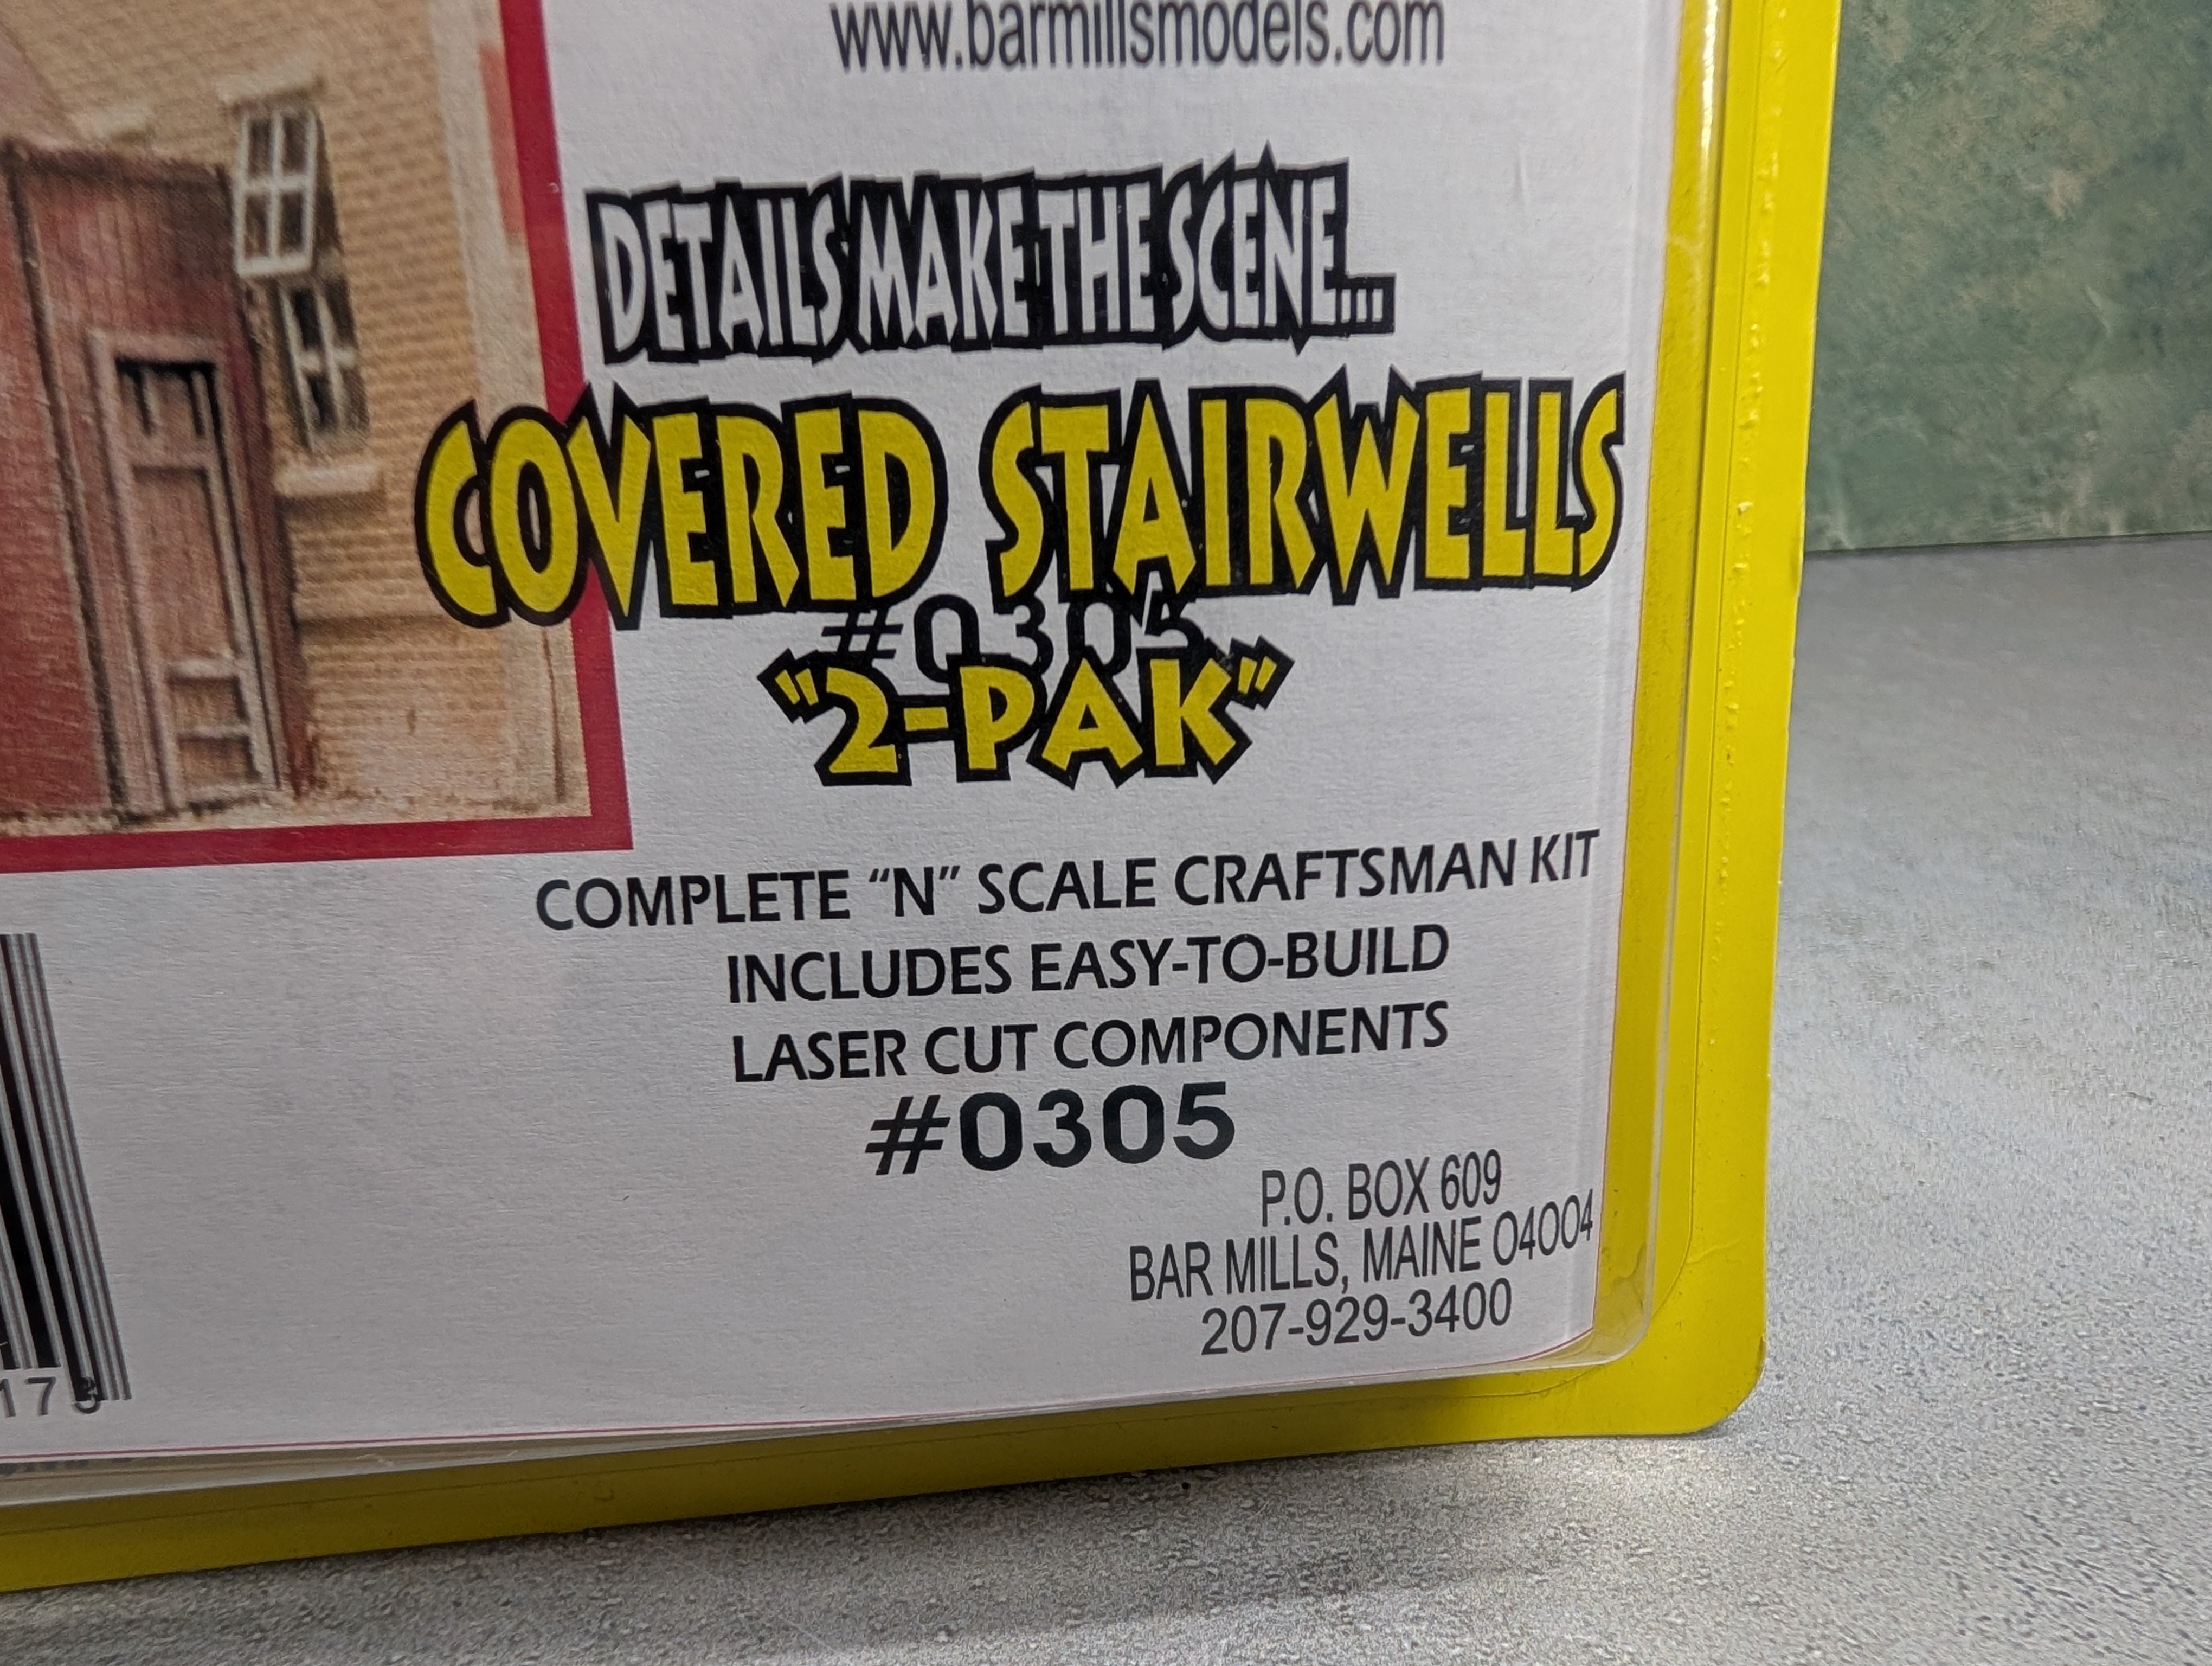 www.barmillsmodels.com
DETAILS MAKE THE SCENE...
COVERED STAIRWELLS
#0305
"2-PAK"
COMPLETE “N” SCALE CRAFTSMAN KIT
INCLUDES EASY-TO-BUILD
LASER CUT COMPONENTS
#0305
P.O. BOX 609
BAR MILLS, MAINE 04004
207-929-3400